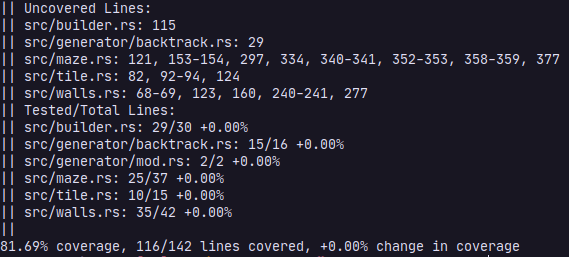 || Uncovered Lines:
|| src/builder.rs: 115
|| src/generator/backtrack.rs: 29
|| src/maze.rs: 121, 153-154, 297, 334, 340-341, 352-353, 358-359, 377
|| src/tile.rs: 82, 92-94, 124
|| src/walls.rs: 68-69, 123, 160, 240-241, 277
|| Tested/Total Lines:
|| src/builder.rs: 29/30 +0.00%
|| src/generator/backtrack.rs: 15/16 +0.00%
|| src/generator/mod.rs: 2/2 +0.00%
|| src/maze.rs: 25/37 +0.00%
|| src/tile.rs: 10/15 +0.00%
|| src/walls.rs: 35/42 +0.00%
||
81.69% coverage, 116/142 lines covered, +0.00% change in coverage